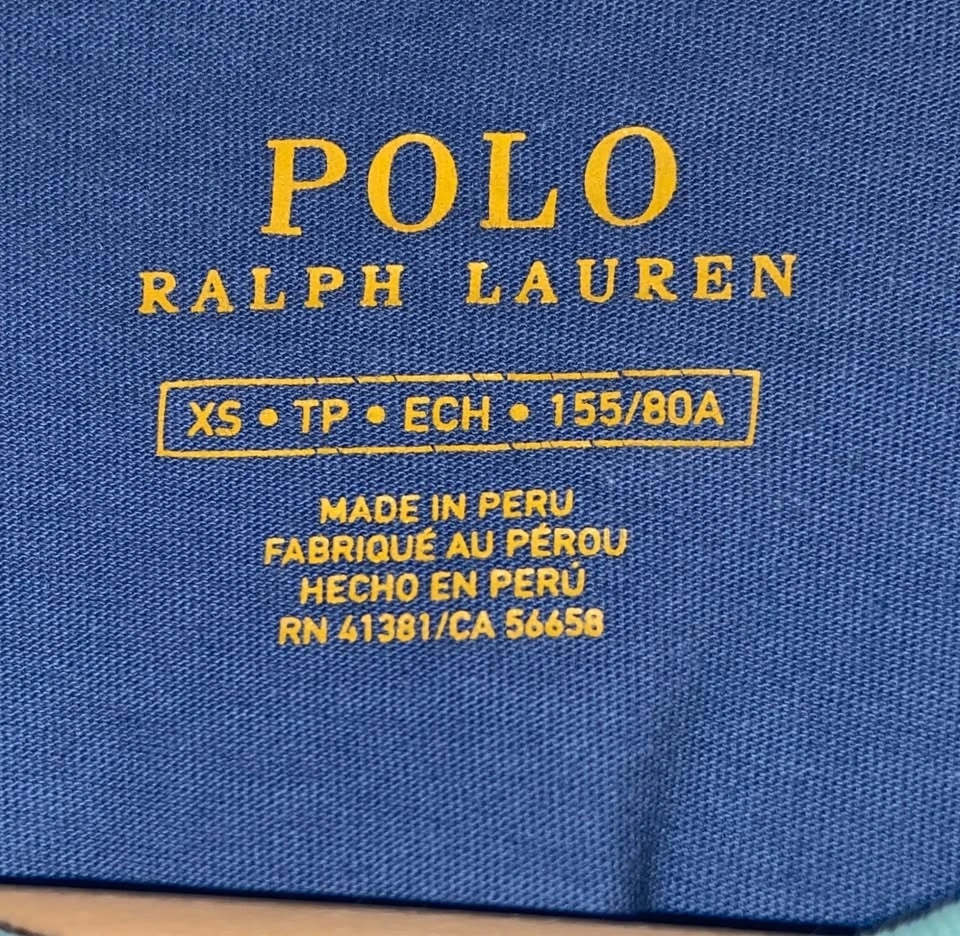 POLO
RALPH LAUREN
XS • TP • ECH • 155/80A
MADE IN PERU
FABRIQUÉ AU PÉROU
HECHO EN PERÚ
RN 41381/CA 56658